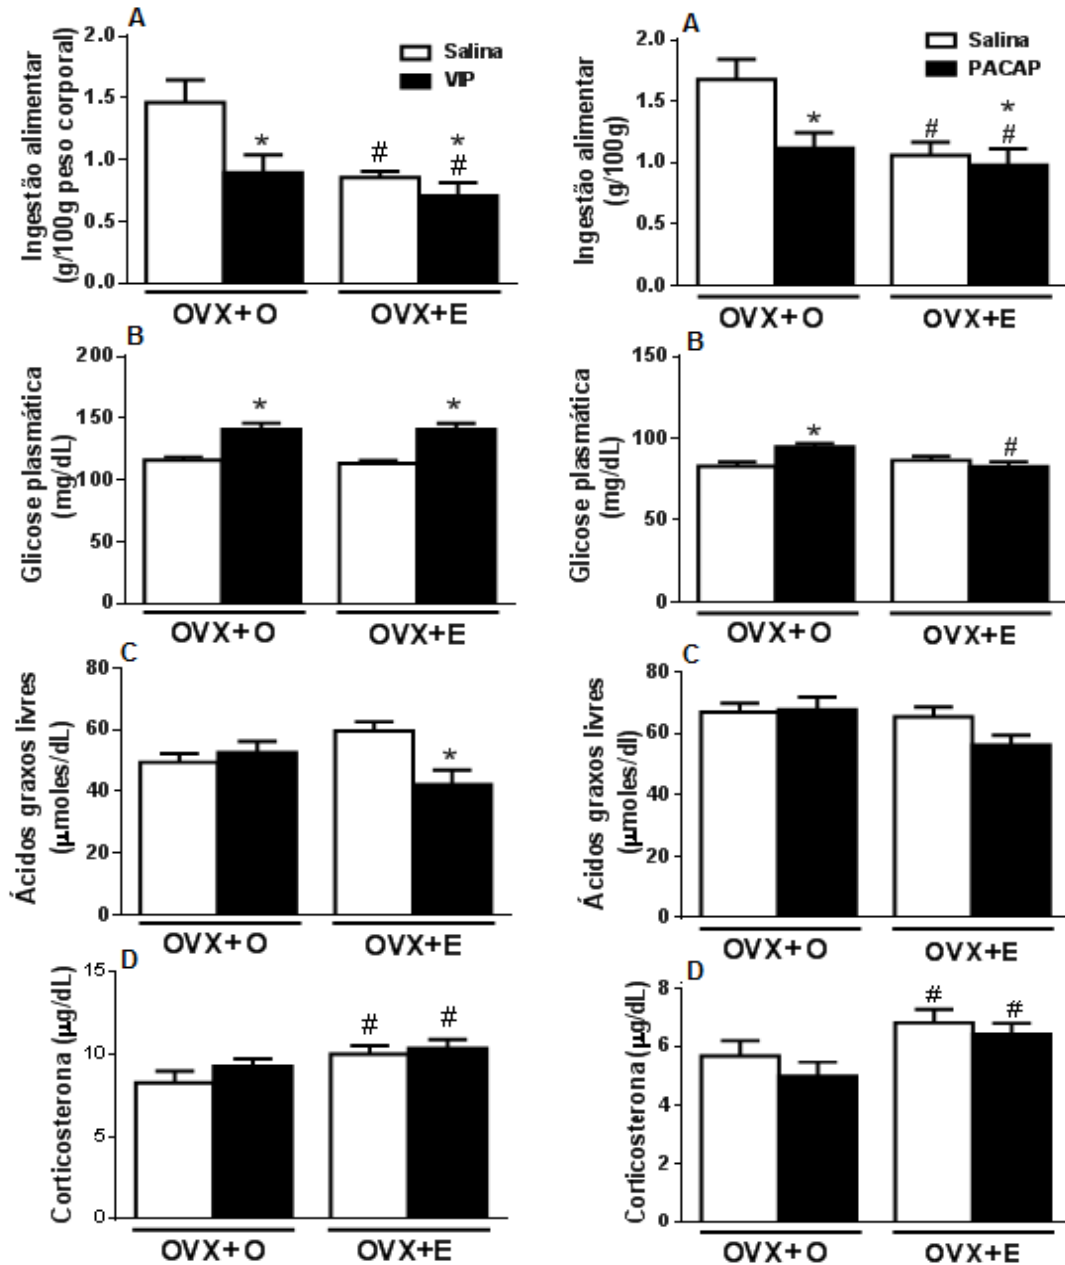 A
Ingestão alimentar
(g/100g peso corporal)
2.0
1.5
1.0
0.5
0.0
Salina
VIP
*
#
*
#
OVX+O
OVX+E
A
Ingestão alimentar
(g/100g)
2.0
1.5
1.0
0.5
0.0
Salina
PACAP
*
#
*
#
OVX+O
OVX+E
B
Glicose plasmática
(mg/dL)
200
150
100
50
0
*
*
OVX+O
OVX+E
B
Glicose plasmática
(mg/dL)
150
100
50
0
*
#
OVX+O
OVX+E
C
Ácidos graxos livres
(μmoles/dL)
80
60
40
20
0
*
OVX+O
OVX+E
C
Ácidos graxos livres
(μmoles/dl)
80
60
40
20
0
OVX+O
OVX+E
D
Corticosterona (μg/dL)
15
10
5
0
#
#
OVX+O
OVX+E
D
Corticosterona (μg/dL)
8
6
4
2
0
#
#
OVX+O
OVX+E